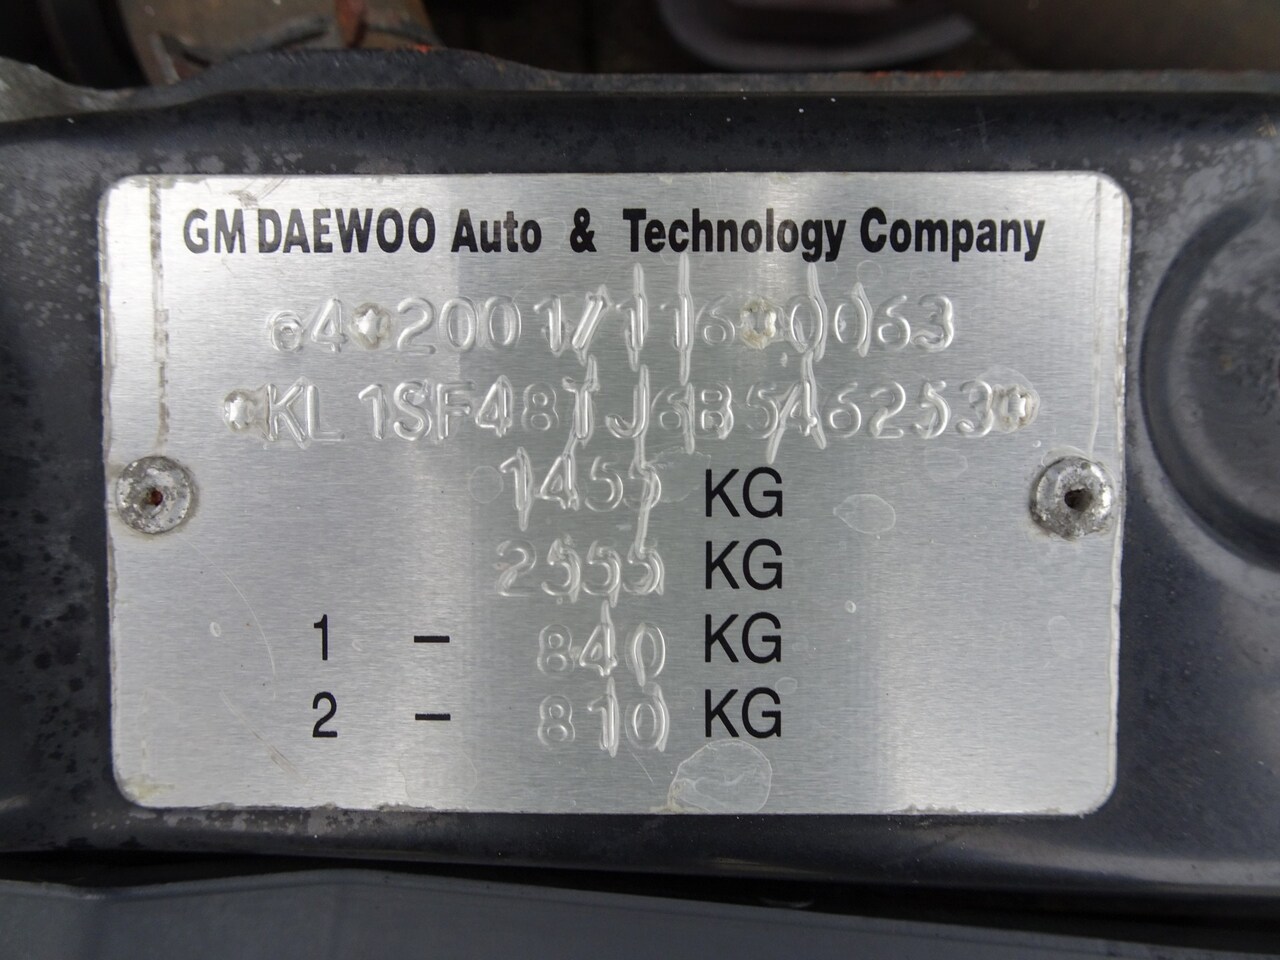 GM DAEWOO Auto & Technology Company
e4*2001/116*0063
*KL1SF48TJ6B546253*
1455 KG
2555 KG
1 - 840 KG
2 - 810 KG